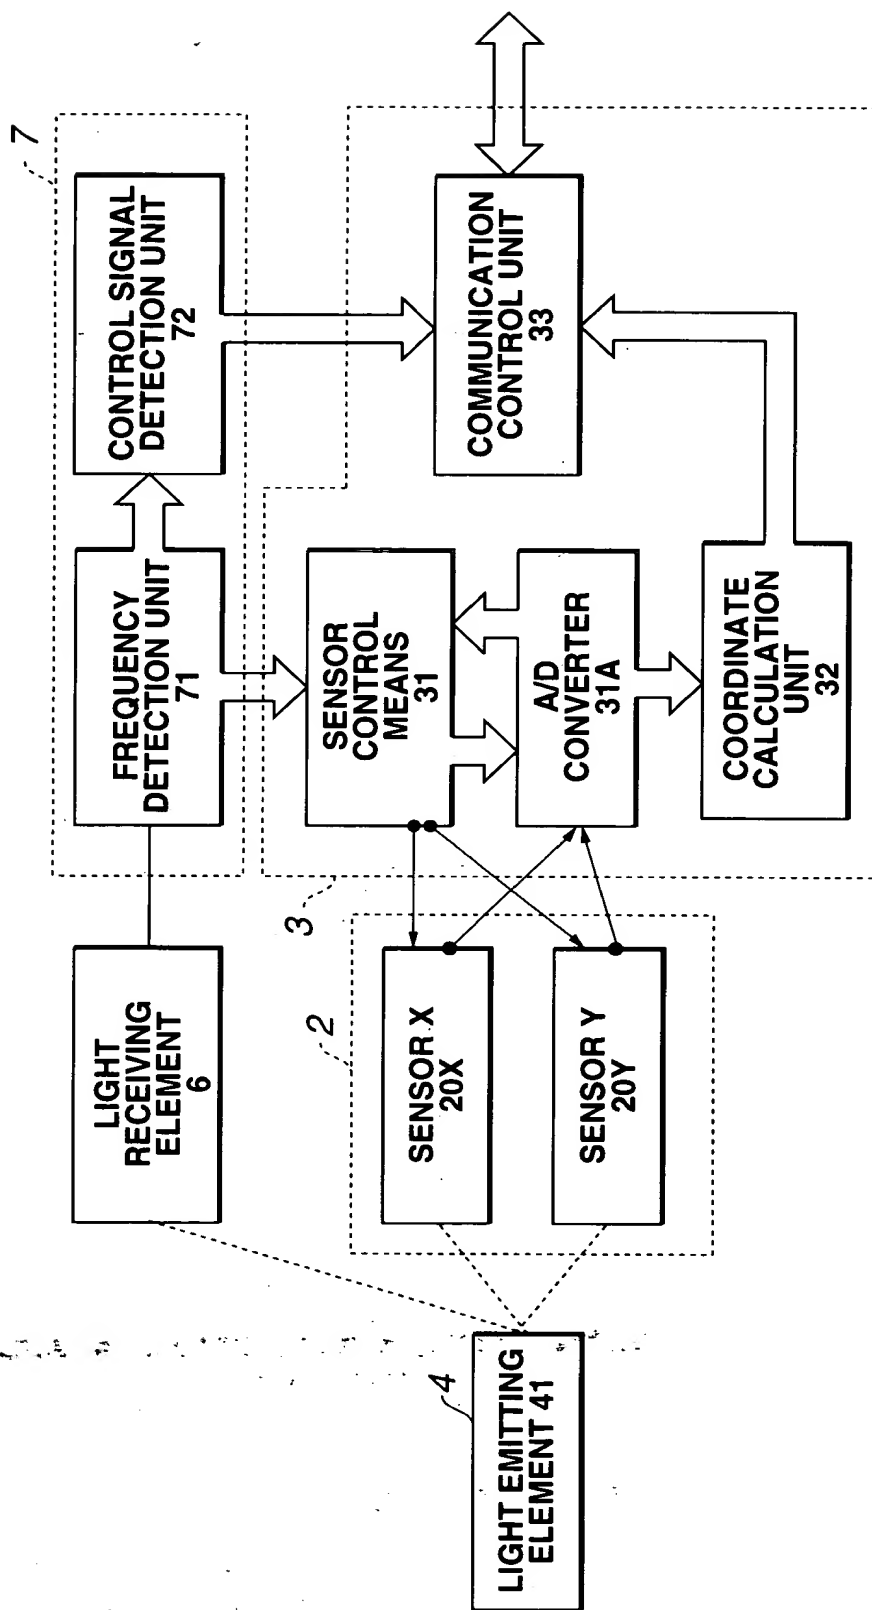 7
LIGHT
RECEIVING
ELEMENT
6
FREQUENCY
DETECTION UNIT
71
CONTROL SIGNAL
DETECTION UNIT
72
4
LIGHT EMITTING
ELEMENT 41
2
SENSOR X
20X
SENSOR Y
20Y
3
SENSOR
CONTROL
MEANS
31
A/D
CONVERTER
31A
COORDINATE
CALCULATION
UNIT
32
COMMUNICATION
CONTROL UNIT
33